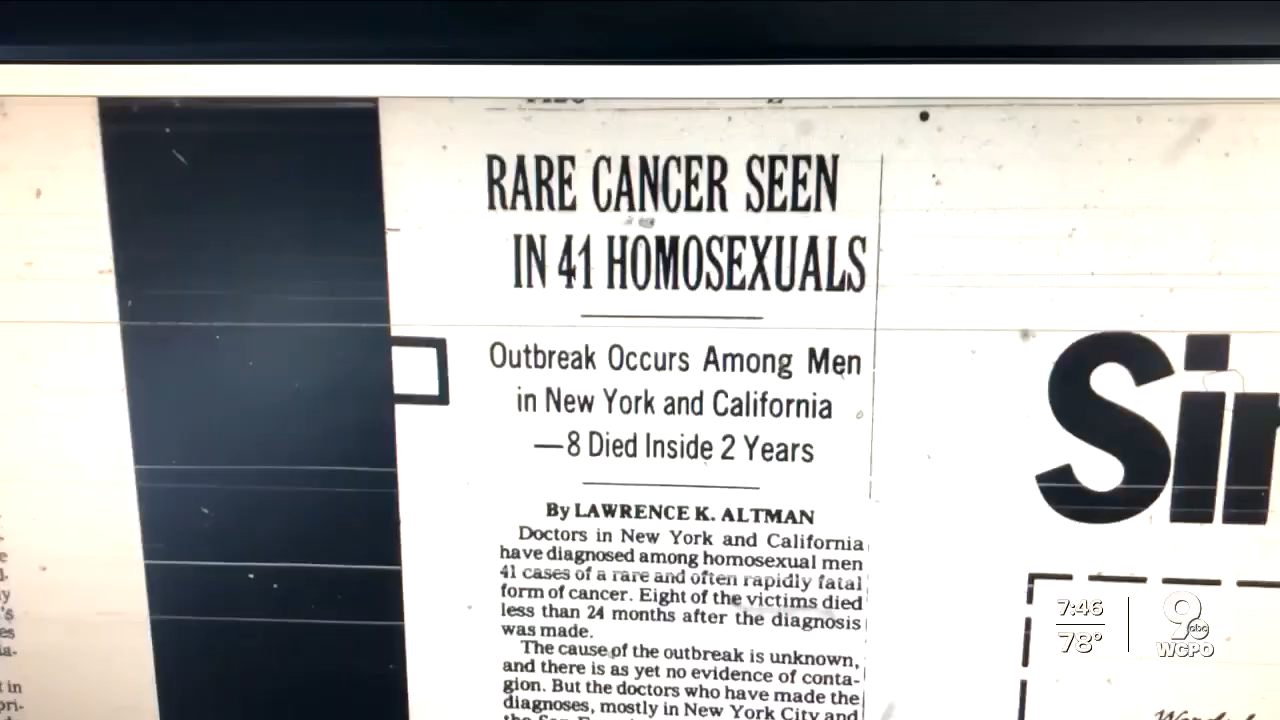 RARE CANCER SEEN
IN 41 HOMOSEXUALS
Outbreak Occurs Among Men
in New York and California
—8 Died Inside 2 Years
By LAWRENCE K. ALTMAN
Doctors in New York and California
have diagnosed among homosexual men
41 cases of a rare and often rapidly fatal
form of cancer. Eight of the victims died
less than 24 months after the diagnosis
was made.
The cause of the outbreak is unknown,
and there is as yet no evidence of conta-
gion. But the doctors who have made the
diagnoses, mostly in New York City and
Sin
7:46
78°
9
abc
WCPO